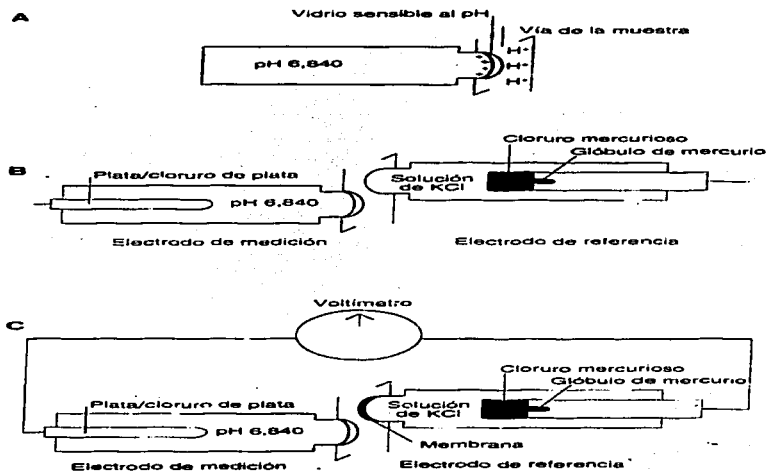 A
Vidrio sensible al pH
Vía de la muestra
pH 6,840
H+
H+
H+
B
Cloruro mercurioso
Glóbulo de mercurio
Plata/cloruro de plata
Solución
de KCl
pH 6,840
Electrodo de medición
Electrodo de referencia
C
Voltímetro
Cloruro mercurioso
Glóbulo de mercurio
Plata/cloruro de plata
Solución
de KCl
pH 6,840
Membrana
Electrodo de medición
Electrodo de referencia